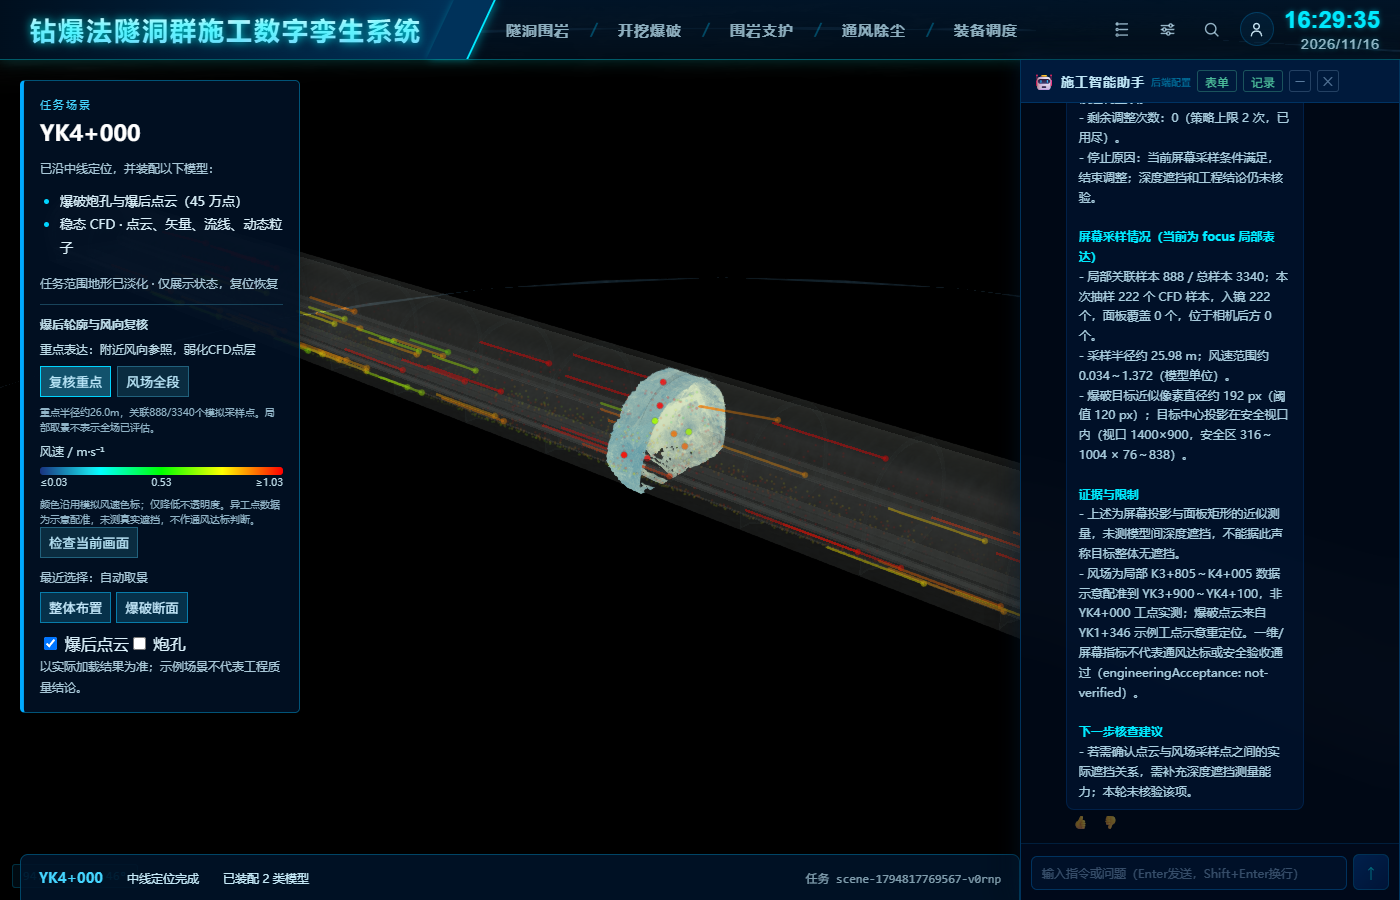 钻爆法隧洞群施工数字孪生系统
隧洞围岩 / 开挖爆破 / 围岩支护 / 通风除尘 / 装备调度
16:29:35
2026/11/16
任务场景
YK4+000
已沿中线定位，并装配以下模型：
爆破炮孔与爆后点云（45 万点）
稳态 CFD · 点云、矢量、流线、动态粒
子
任务范围地形已淡化 · 仅展示状态，复位恢复
爆后轮廓与风向复核
重点表达：附近风向参照，弱化CFD点层
复核重点 风场全段
重点半径约26.0m，关联888/3340个模拟采样点。局
部取景不表示全场已评估。
风速 / m·s⁻¹
≤0.03 0.53 ≥1.03
颜色沿用模拟风速色标；仅降低不透明度。异工点数据
为示意配准，未测真实遮挡，不作通风达标判断。
检查当前画面
最近选择：自动取景
整体布置 爆破断面
爆后点云 炮孔
以实际加载结果为准；示例场景不代表工程质
量结论。
YK4+000 中线定位完成 已装配 2 类模型
任务 scene-1794817769567-v0rnp
施工智能助手 后端配置 表单 记录
- 剩余调整次数：0（策略上限 2 次，已
用尽）。
- 停止原因：当前屏幕采样条件满足，
结束调整；深度遮挡和工程结论仍未核
验。
屏幕采样情况（当前为 focus 局部表
达）
- 局部关联样本 888 / 总样本 3340；本
次抽样 222 个 CFD 样本，入镜 222
个，面板覆盖 0 个，位于相机后方 0
个。
- 采样半径约 25.98 m；风速范围约
0.034～1.372（模型单位）。
- 爆破目标近似像素直径约 192 px（阈
值 120 px）；目标中心投影在安全视口
内（视口 1400×900，安全区 316～
1004 × 76～838）。
证据与限制
- 上述为屏幕投影与面板矩形的近似测
量，未测模型间深度遮挡，不能据此声
称目标整体无遮挡。
- 风场为局部 K3+805～K4+005 数据
示意配准到 YK3+900～YK4+100，非
YK4+000 工点实测；爆破点云来自
YK1+346 示例工点示意重定位。一维/
屏幕指标不代表通风达标或安全验收通
过（engineeringAcceptance: not-
verified）。
下一步核查建议
- 若需确认点云与风场采样点之间的实
际遮挡关系，需补充深度遮挡测量能
力；本轮未核验该项。
输入指令或问题（Enter发送，Shift+Enter换行）